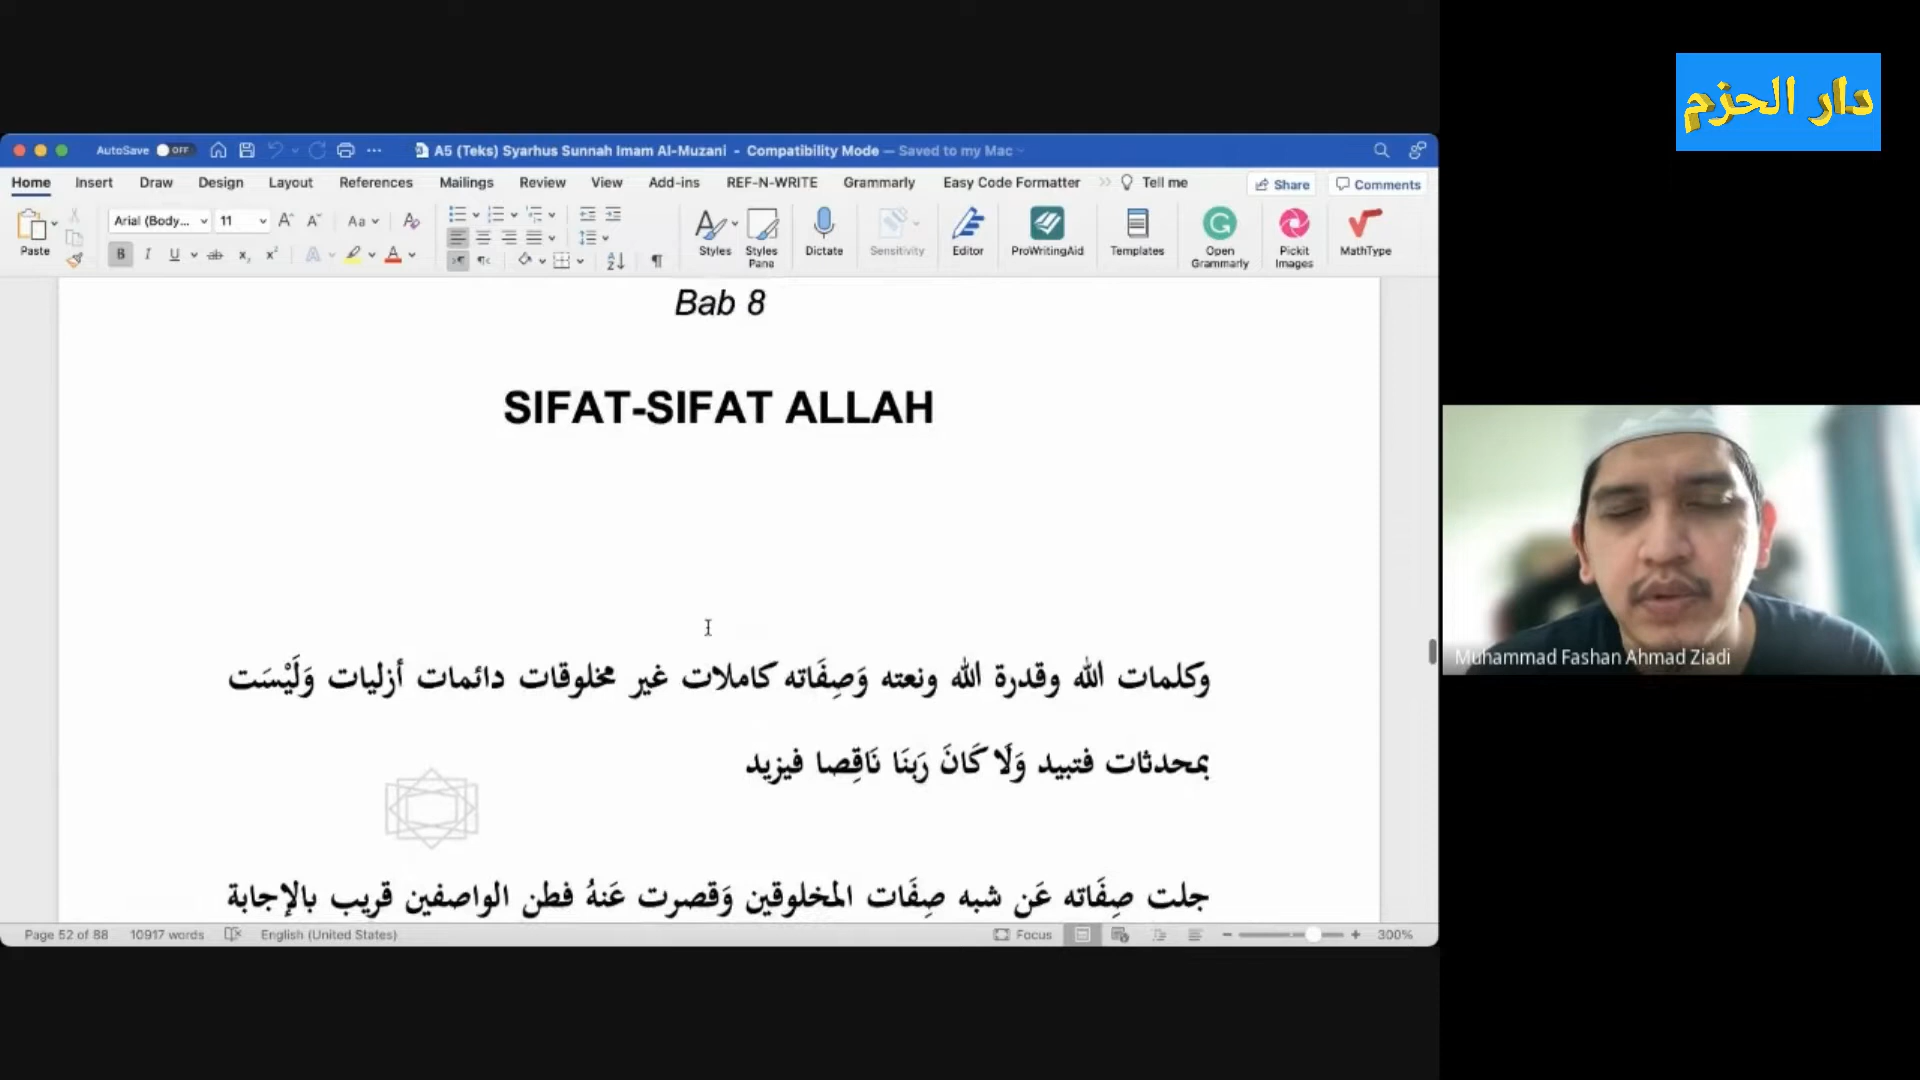 دار الحزم
AutoSave OFF
A5 (Teks) Syarhus Sunnah Imam Al-Muzani - Compatibility Mode — Saved to my Mac
Home Insert Draw Design Layout References Mailings Review View Add-ins REF-N-WRITE Grammarly Easy Code Formatter Tell me Share Comments
Paste Arial (Body... 11 Styles Styles Pane Dictate Sensitivity Editor ProWritingAid Templates Open Grammarly Pickit Images MathType
Bab 8
SIFAT-SIFAT ALLAH
وكلمات الله وقدرة الله ونعته وَصِفَاته كاملات غير مخلوقات دائمات أزليات وَلَيْسَت
بمحدثات فتبيد وَلَا كَانَ رَبنَا نَاقِصا فيزيد
جلت صِفَاته عَن شبه صِفَات المخلوقين وَقصرت عَنهُ فطن الواصفين قريب بالإجابة
Muhammad Fashan Ahmad Ziadi
Page 52 of 88 10917 words English (United States) Focus 300%